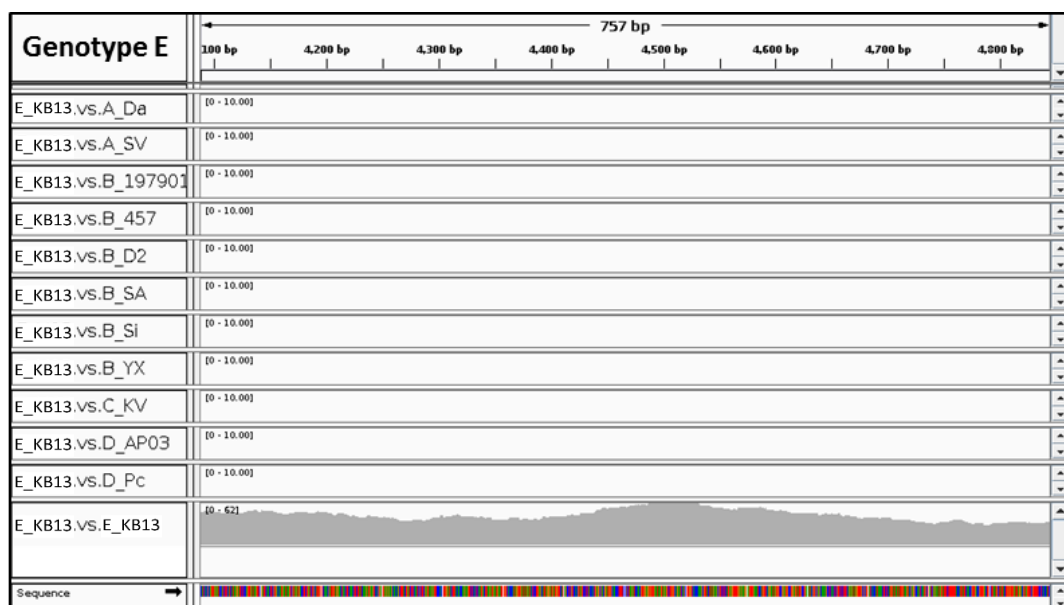 757 bp
Genotype E
100 bp 4,200 bp 4,300 bp 4,400 bp 4,500 bp 4,600 bp 4,700 bp 4,800 bp
E_KB13.vs.A_Da [0 - 10.00]
E_KB13.vs.A_SV [0 - 10.00]
E_KB13.vs.B_197901 [0 - 10.00]
E_KB13.vs.B_457 [0 - 10.00]
E_KB13.vs.B_D2 [0 - 10.00]
E_KB13.vs.B_SA [0 - 10.00]
E_KB13.vs.B_Si [0 - 10.00]
E_KB13.vs.B_YX [0 - 10.00]
E_KB13.vs.C_KV [0 - 10.00]
E_KB13.vs.D_AP03 [0 - 10.00]
E_KB13.vs.D_Pc [0 - 10.00]
E_KB13.vs.E_KB13 [0 - 62]
Sequence